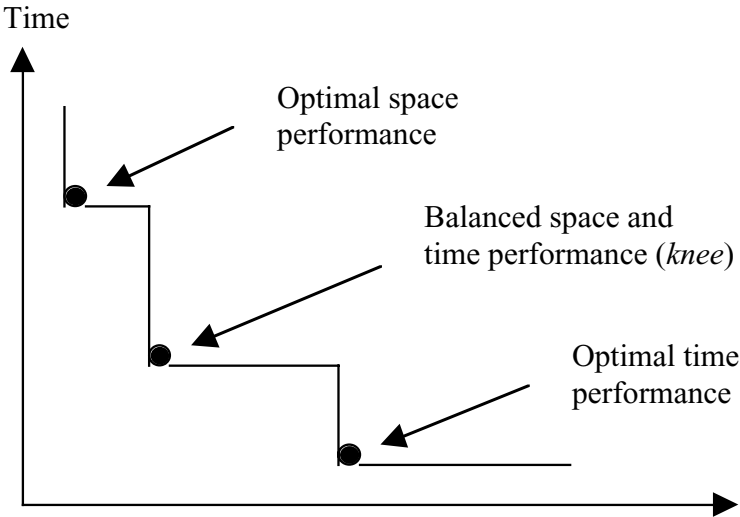 Time
Optimal space
performance
Balanced space and
time performance (knee)
Optimal time
performance